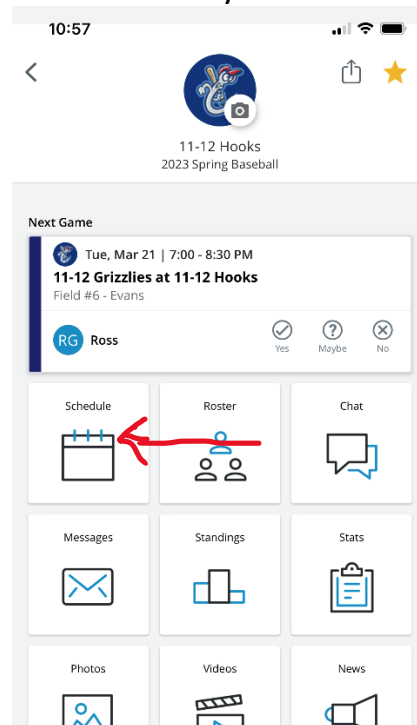 10:57
11-12 Hooks
2023 Spring Baseball
Next Game
Tue, Mar 21 | 7:00 - 8:30 PM
11-12 Grizzlies at 11-12 Hooks
Field #6 - Evans
RG Ross
Yes Maybe No
Schedule Roster Chat
Messages Standings Stats
Photos Videos News